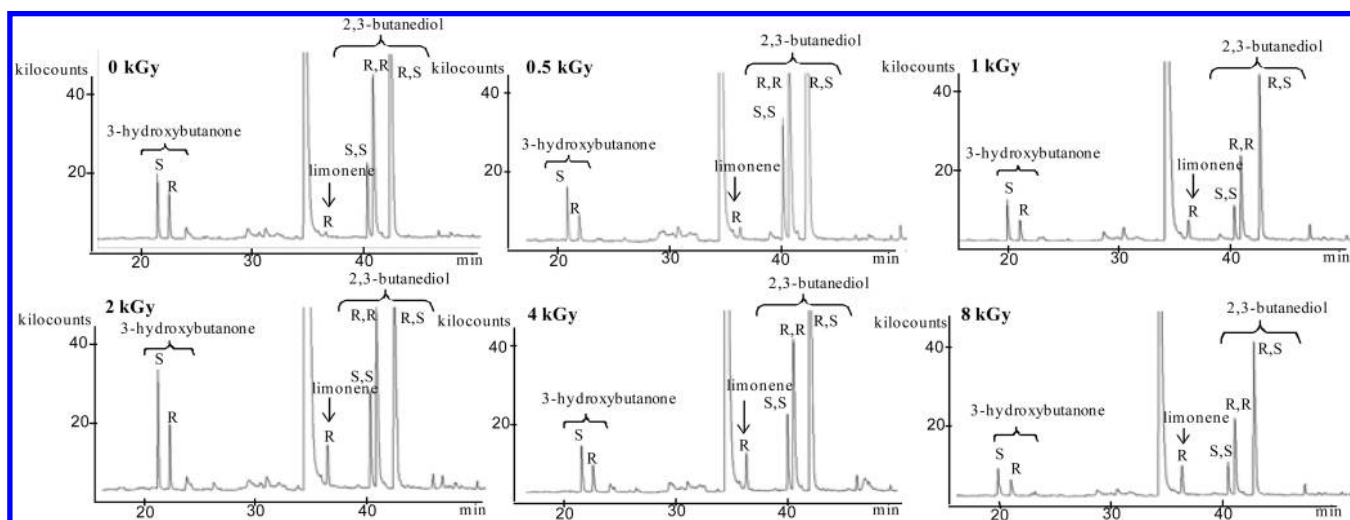 2,3-butanediol
0 kGy
kilocounts
R,R
R,S
40
3-hydroxybutanone
S
R
20
S,S
limonene
R
20
30
40
min
2,3-butanediol
kilocounts
0.5 kGy
R,R
R,S
40
S,S
3-hydroxybutanone
S
R
20
limonene
R
20
30
40
min
2,3-butanediol
kilocounts
1 kGy
R,S
40
3-hydroxybutanone
S
R
20
limonene
R
R,R
S,S
20
30
40
min
2,3-butanediol
2 kGy
kilocounts
R,R
R,S
40
3-hydroxybutanone
S
R
20
S,S
limonene
R
20
30
40
min
2,3-butanediol
4 kGy
kilocounts
R,R
R,S
40
3-hydroxybutanone
S
R
20
limonene
R
S,S
20
30
40
min
2,3-butanediol
kilocounts
8 kGy
R,S
40
3-hydroxybutanone
S
R
20
limonene
R
R,R
S,S
20
30
40
min